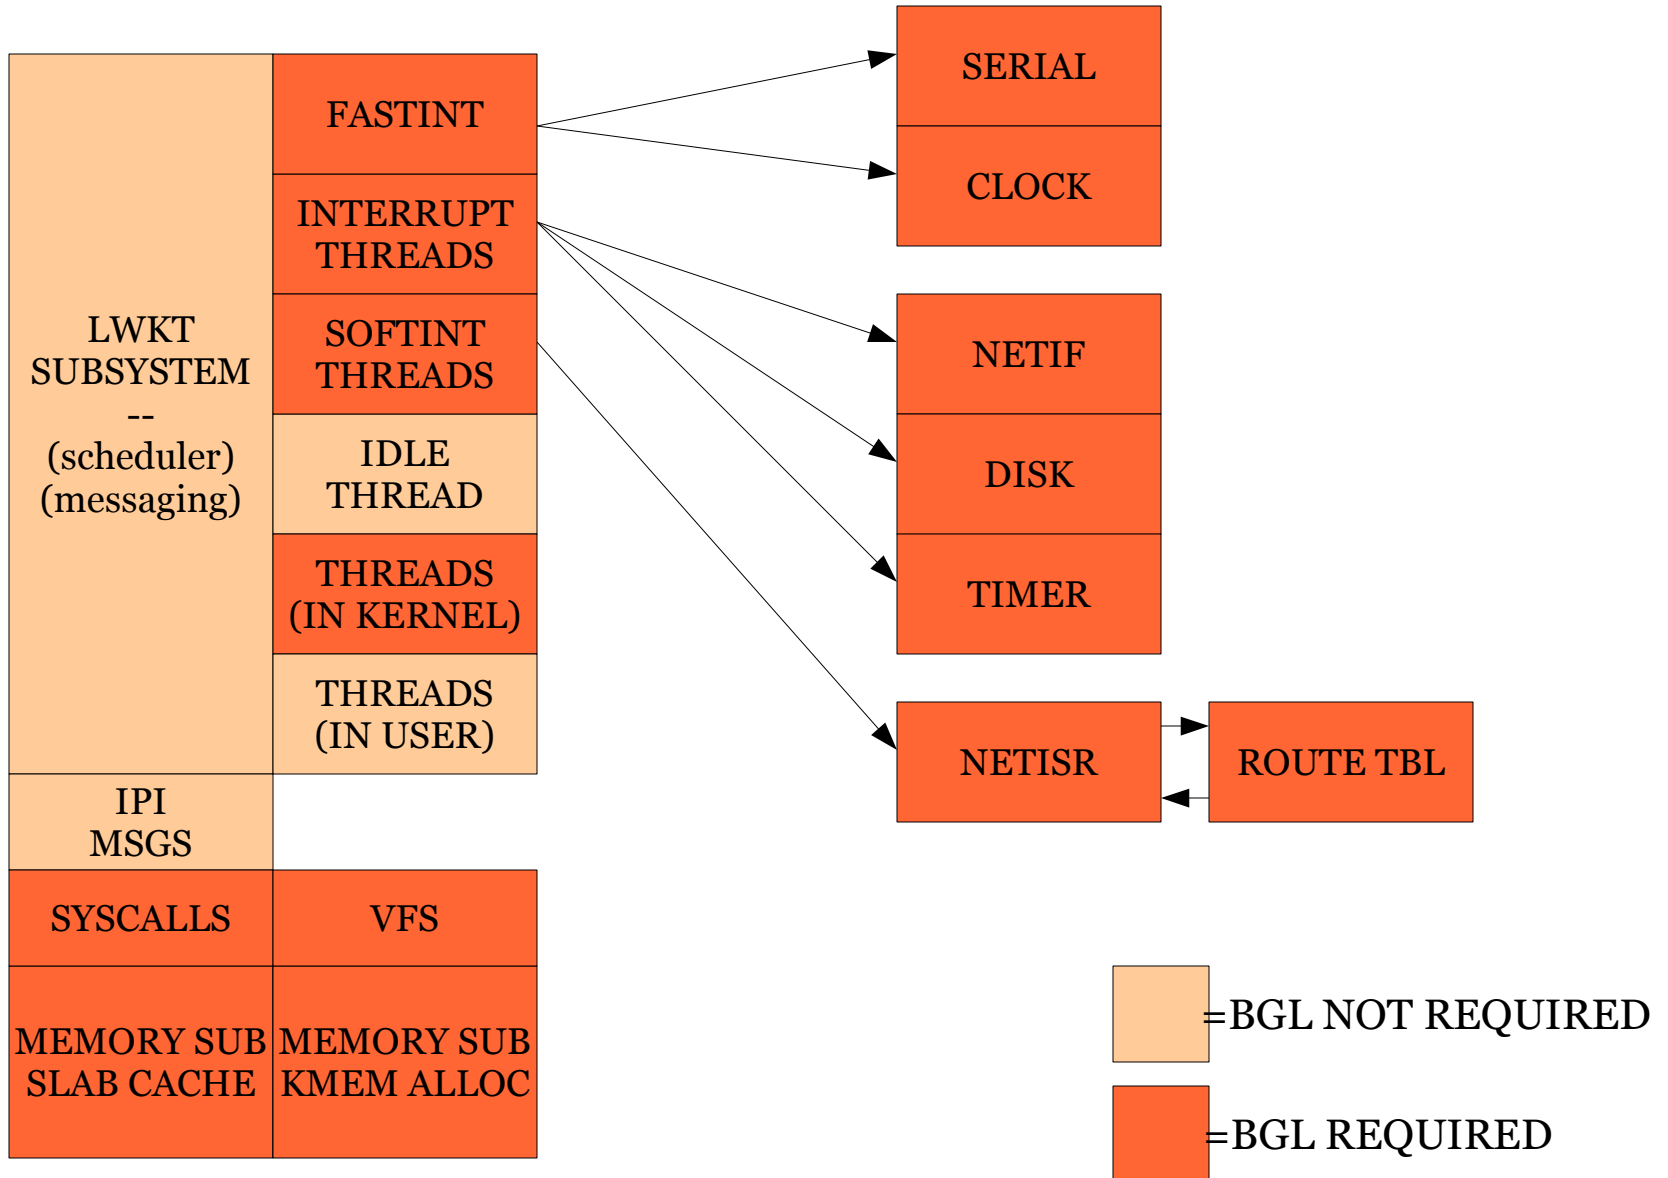 LWKT
SUBSYSTEM
--
(scheduler)
(messaging)
FASTINT
INTERRUPT
THREADS
SOFTINT
THREADS
IDLE
THREAD
THREADS
(IN KERNEL)
THREADS
(IN USER)
IPI
MSGS
SYSCALLS
VFS
MEMORY SUB
SLAB CACHE
MEMORY SUB
KMEM ALLOC
SERIAL
CLOCK
NETIF
DISK
TIMER
NETISR
ROUTE TBL
=BGL NOT REQUIRED
=BGL REQUIRED